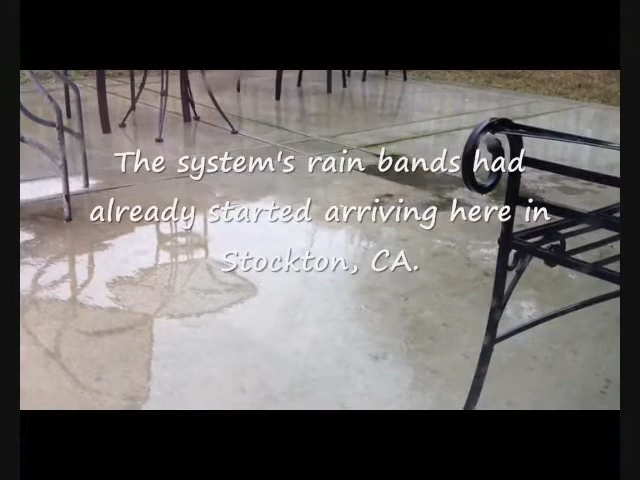 The system's rain bands had
already started arriving here in
Stockton, CA.